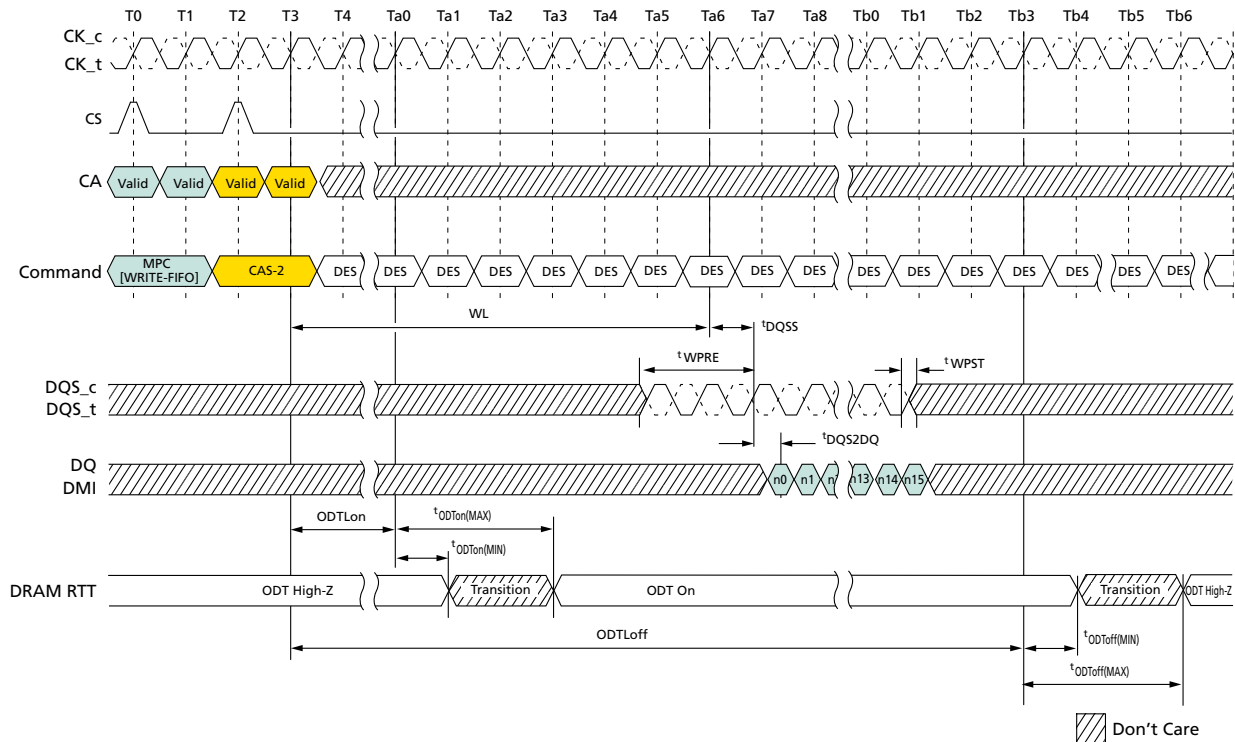 T0 T1 T2 T3 T4 Ta0 Ta1 Ta2 Ta3 Ta4 Ta5 Ta6 Ta7 Ta8 Tb0 Tb1 Tb2 Tb3 Tb4 Tb5 Tb6
CK_c
CK_t
CS
CA Valid Valid Valid Valid
Command MPC [WRITE-FIFO] CAS-2 DES DES DES DES DES DES DES DES DES DES DES DES DES DES DES DES DES
WL
tDQSS
tWPRE
tWPST
DQS_c
DQS_t
tDQS2DQ
DQ
DMI
n0 n1 n n13 n14 n15
ODTLon
tODTon(MAX)
tODTon(MIN)
DRAM RTT ODT High-Z Transition ODT On Transition ODT High-Z
ODTLoff
tODToff(MIN)
tODToff(MAX)
Don't Care